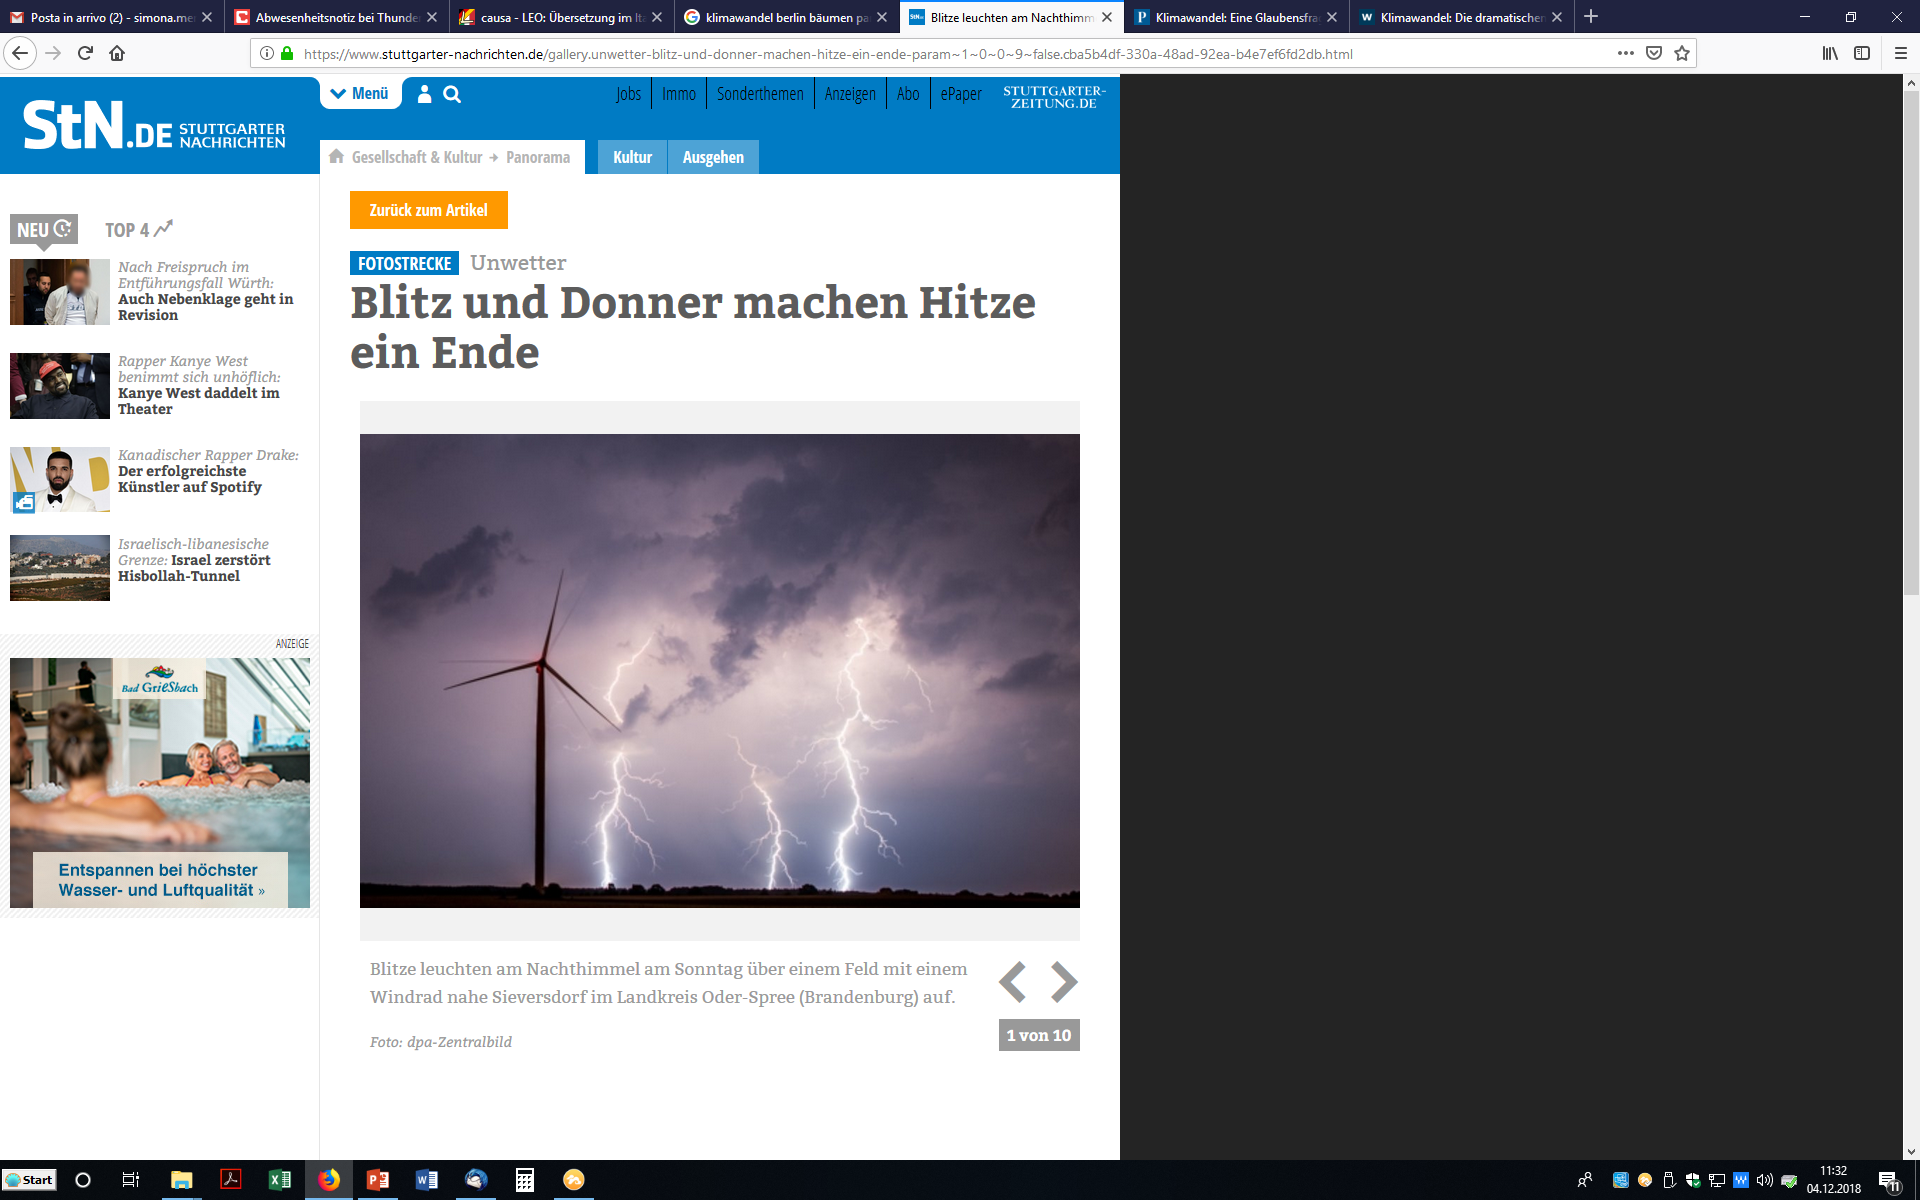 Posta in arrivo (2) - simona.me
Abwesenheitsnotiz bei Thunde
causa - LEO: Übersetzung im Ita
klimawandel berlin bäumen pa
Blitze leuchten am Nachthimm
Klimawandel: Eine Glaubensfra
Klimawandel: Die dramatischen
https://www.stuttgarter-nachrichten.de/gallery.unwetter-blitz-und-donner-machen-hitze-ein-ende-param~1~0~0~9~false.cba5b4df-330a-48ad-92ea-b4e7ef6fd2db.html
Menü
Jobs
Immo
Sonderthemen
Anzeigen
Abo
ePaper
STUTTGARTER-
ZEITUNG.DE
StN.DE STUTTGARTER
NACHRICHTEN
Gesellschaft & Kultur
Panorama
Kultur
Ausgehen
Zurück zum Artikel
NEU
TOP 4
Nach Freispruch im
Entführungsfall Würth:
Auch Nebenklage geht in
Revision
Rapper Kanye West
benimmt sich unhöflich:
Kanye West daddelt im
Theater
Kanadischer Rapper Drake:
Der erfolgreichste
Künstler auf Spotify
Israelisch-libanesische
Grenze: Israel zerstört
Hisbollah-Tunnel
ANZEIGE
Bad Griesbach
Entspannen bei höchster
Wasser- und Luftqualität »
FOTOSTRECKE Unwetter
Blitz und Donner machen Hitze
ein Ende
Blitze leuchten am Nachthimmel am Sonntag über einem Feld mit einem
Windrad nahe Sieversdorf im Landkreis Oder-Spree (Brandenburg) auf.
Foto: dpa-Zentralbild
1 von 10
Start
11:32
04.12.2018
11